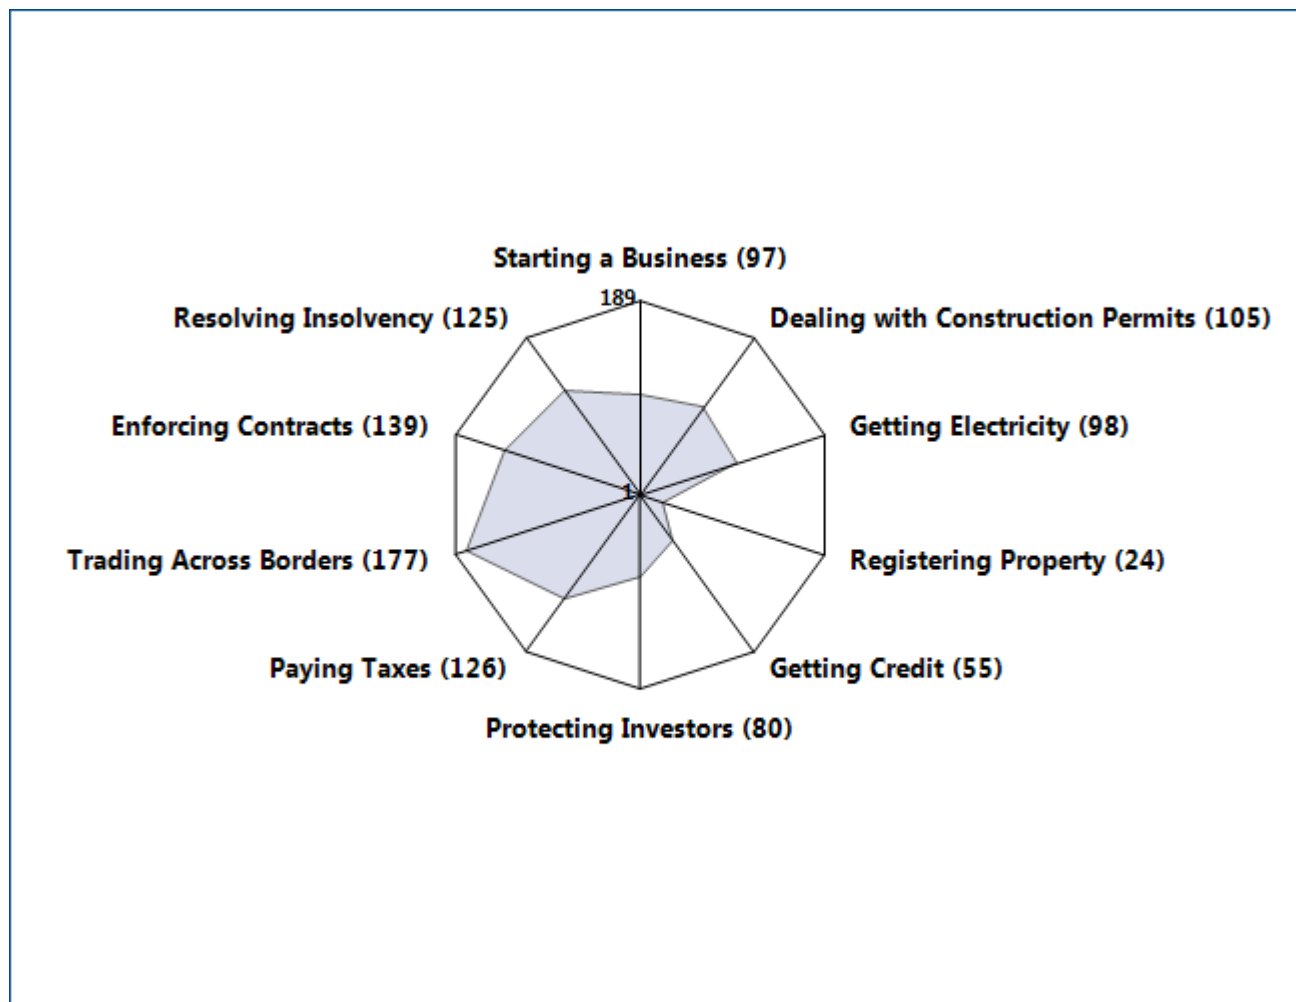 Starting a Business (97)
189
Resolving Insolvency (125)
Dealing with Construction Permits (105)
Enforcing Contracts (139)
Getting Electricity (98)
1
Trading Across Borders (177)
Registering Property (24)
Paying Taxes (126)
Getting Credit (55)
Protecting Investors (80)